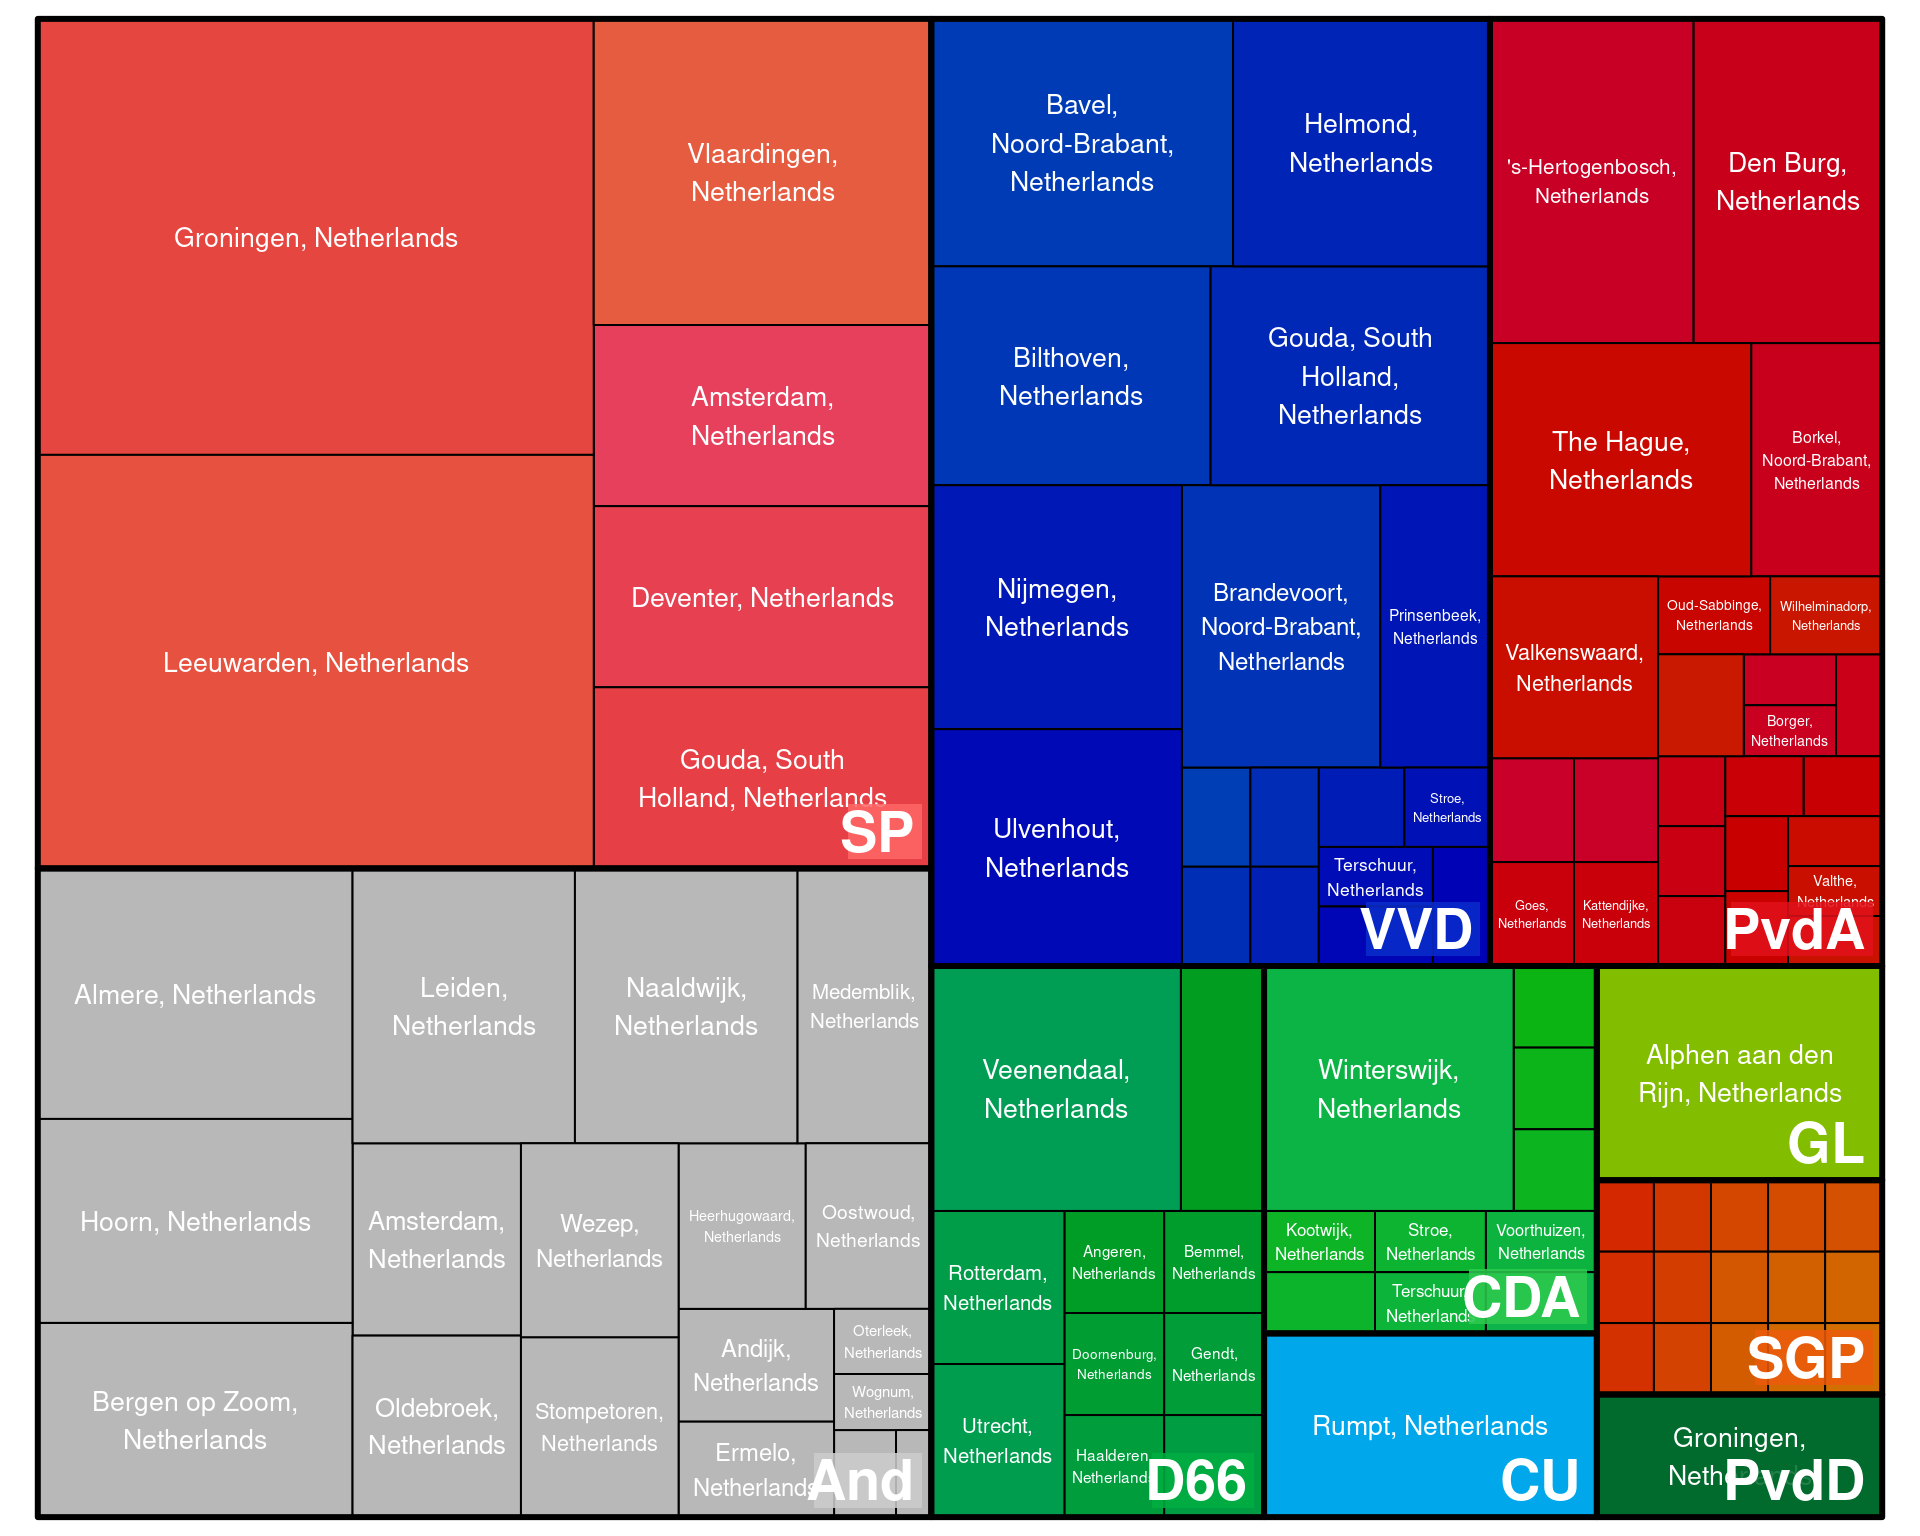 Groningen, Netherlands
Leeuwarden, Netherlands
Vlaardingen,
Netherlands
Amsterdam,
Netherlands
Deventer, Netherlands
Gouda, South
Holland, Netherlands
SP
Almere, Netherlands
Hoorn, Netherlands
Bergen op Zoom,
Netherlands
Leiden,
Netherlands
Naaldwijk,
Netherlands
Medemblik,
Netherlands
Amsterdam,
Netherlands
Oldebroek,
Netherlands
Wezep,
Netherlands
Stompetoren,
Netherlands
Heerhugowaard,
Netherlands
Oostwoud,
Netherlands
Andijk,
Netherlands
Ermelo,
Netherlands
Oterleek,
Netherlands
Wognum,
Netherlands
And
Bavel,
Noord-Brabant,
Netherlands
Helmond,
Netherlands
Bilthoven,
Netherlands
Gouda, South
Holland,
Netherlands
Nijmegen,
Netherlands
Ulvenhout,
Netherlands
Brandevoort,
Noord-Brabant,
Netherlands
Prinsenbeek,
Netherlands
Stroe,
Netherlands
Terschuur,
Netherlands
VVD
's-Hertogenbosch,
Netherlands
Den Burg,
Netherlands
The Hague,
Netherlands
Borkel,
Noord-Brabant,
Netherlands
Valkenswaard,
Netherlands
Oud-Sabbinge,
Netherlands
Wilhelminadorp,
Netherlands
Borger,
Netherlands
Goes,
Netherlands
Kattendijke,
Netherlands
Valthe,
Netherlands
PvdA
Veenendaal,
Netherlands
Rotterdam,
Netherlands
Utrecht,
Netherlands
Angeren,
Netherlands
Bemmel,
Netherlands
Doornenburg,
Netherlands
Gendt,
Netherlands
Haalderen,
Netherlands
D66
Winterswijk,
Netherlands
Kootwijk,
Netherlands
Stroe,
Netherlands
Voorthuizen,
Netherlands
Terschuur,
Netherlands
CDA
Rumpt, Netherlands
CU
Alphen aan den
Rijn, Netherlands
GL
SGP
Groningen,
Netherlands
PvdD